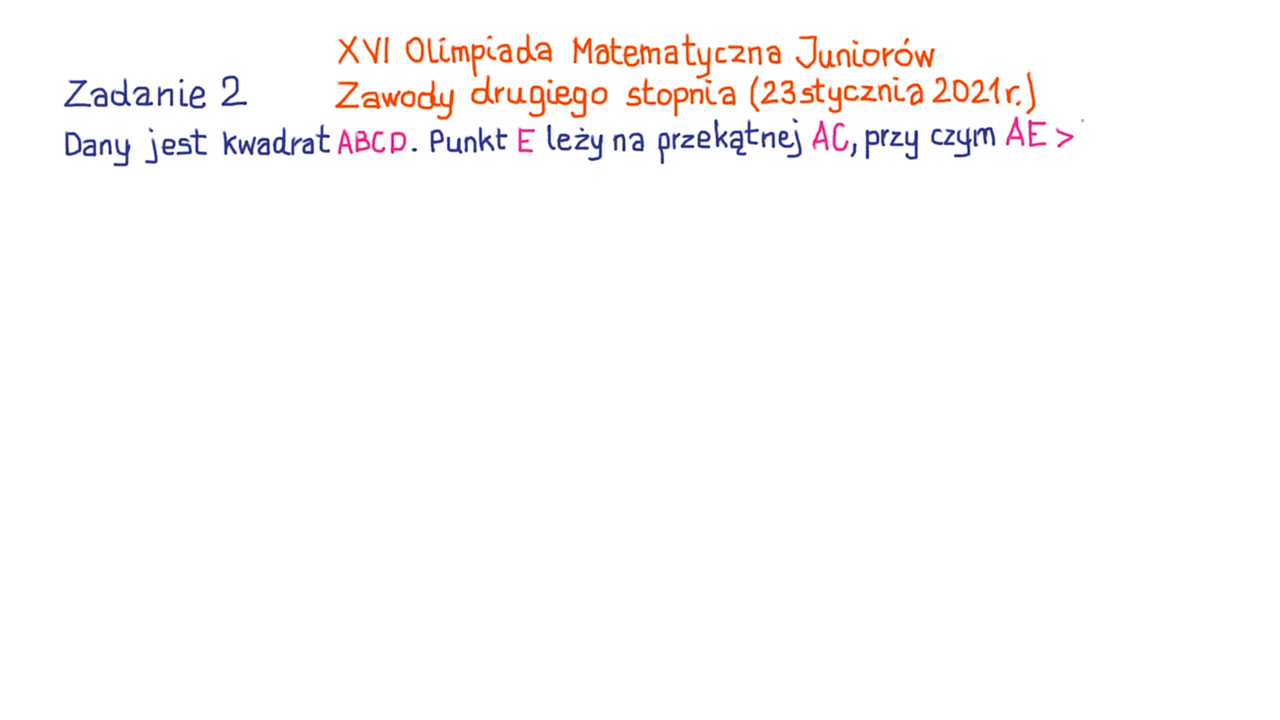 XVI Olimpiada Matematyczna Juniorów
Zadanie 2 Zawody drugiego stopnia (23 stycznia 2021 r.)
Dany jest kwadrat ABCD. Punkt E leży na przekątnej AC, przy czym AE >